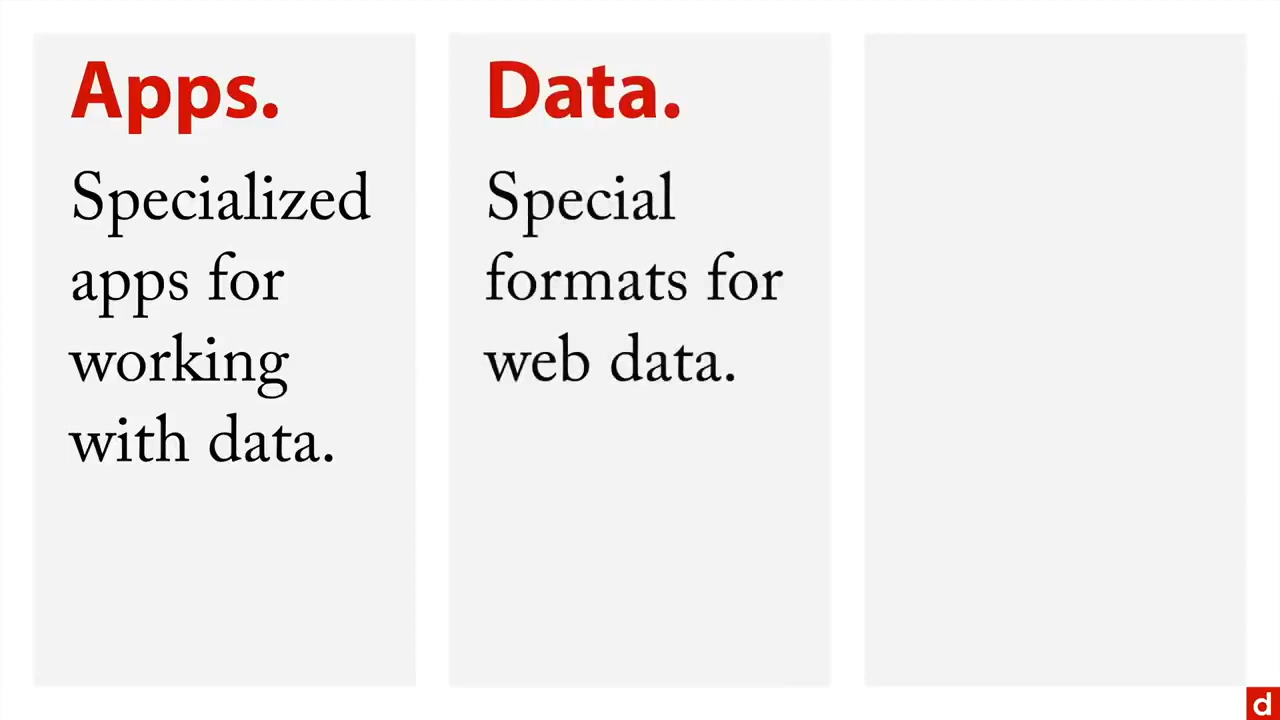 Apps.
Specialized
apps for
working
with data.
Data.
Special
formats for
web data.
d